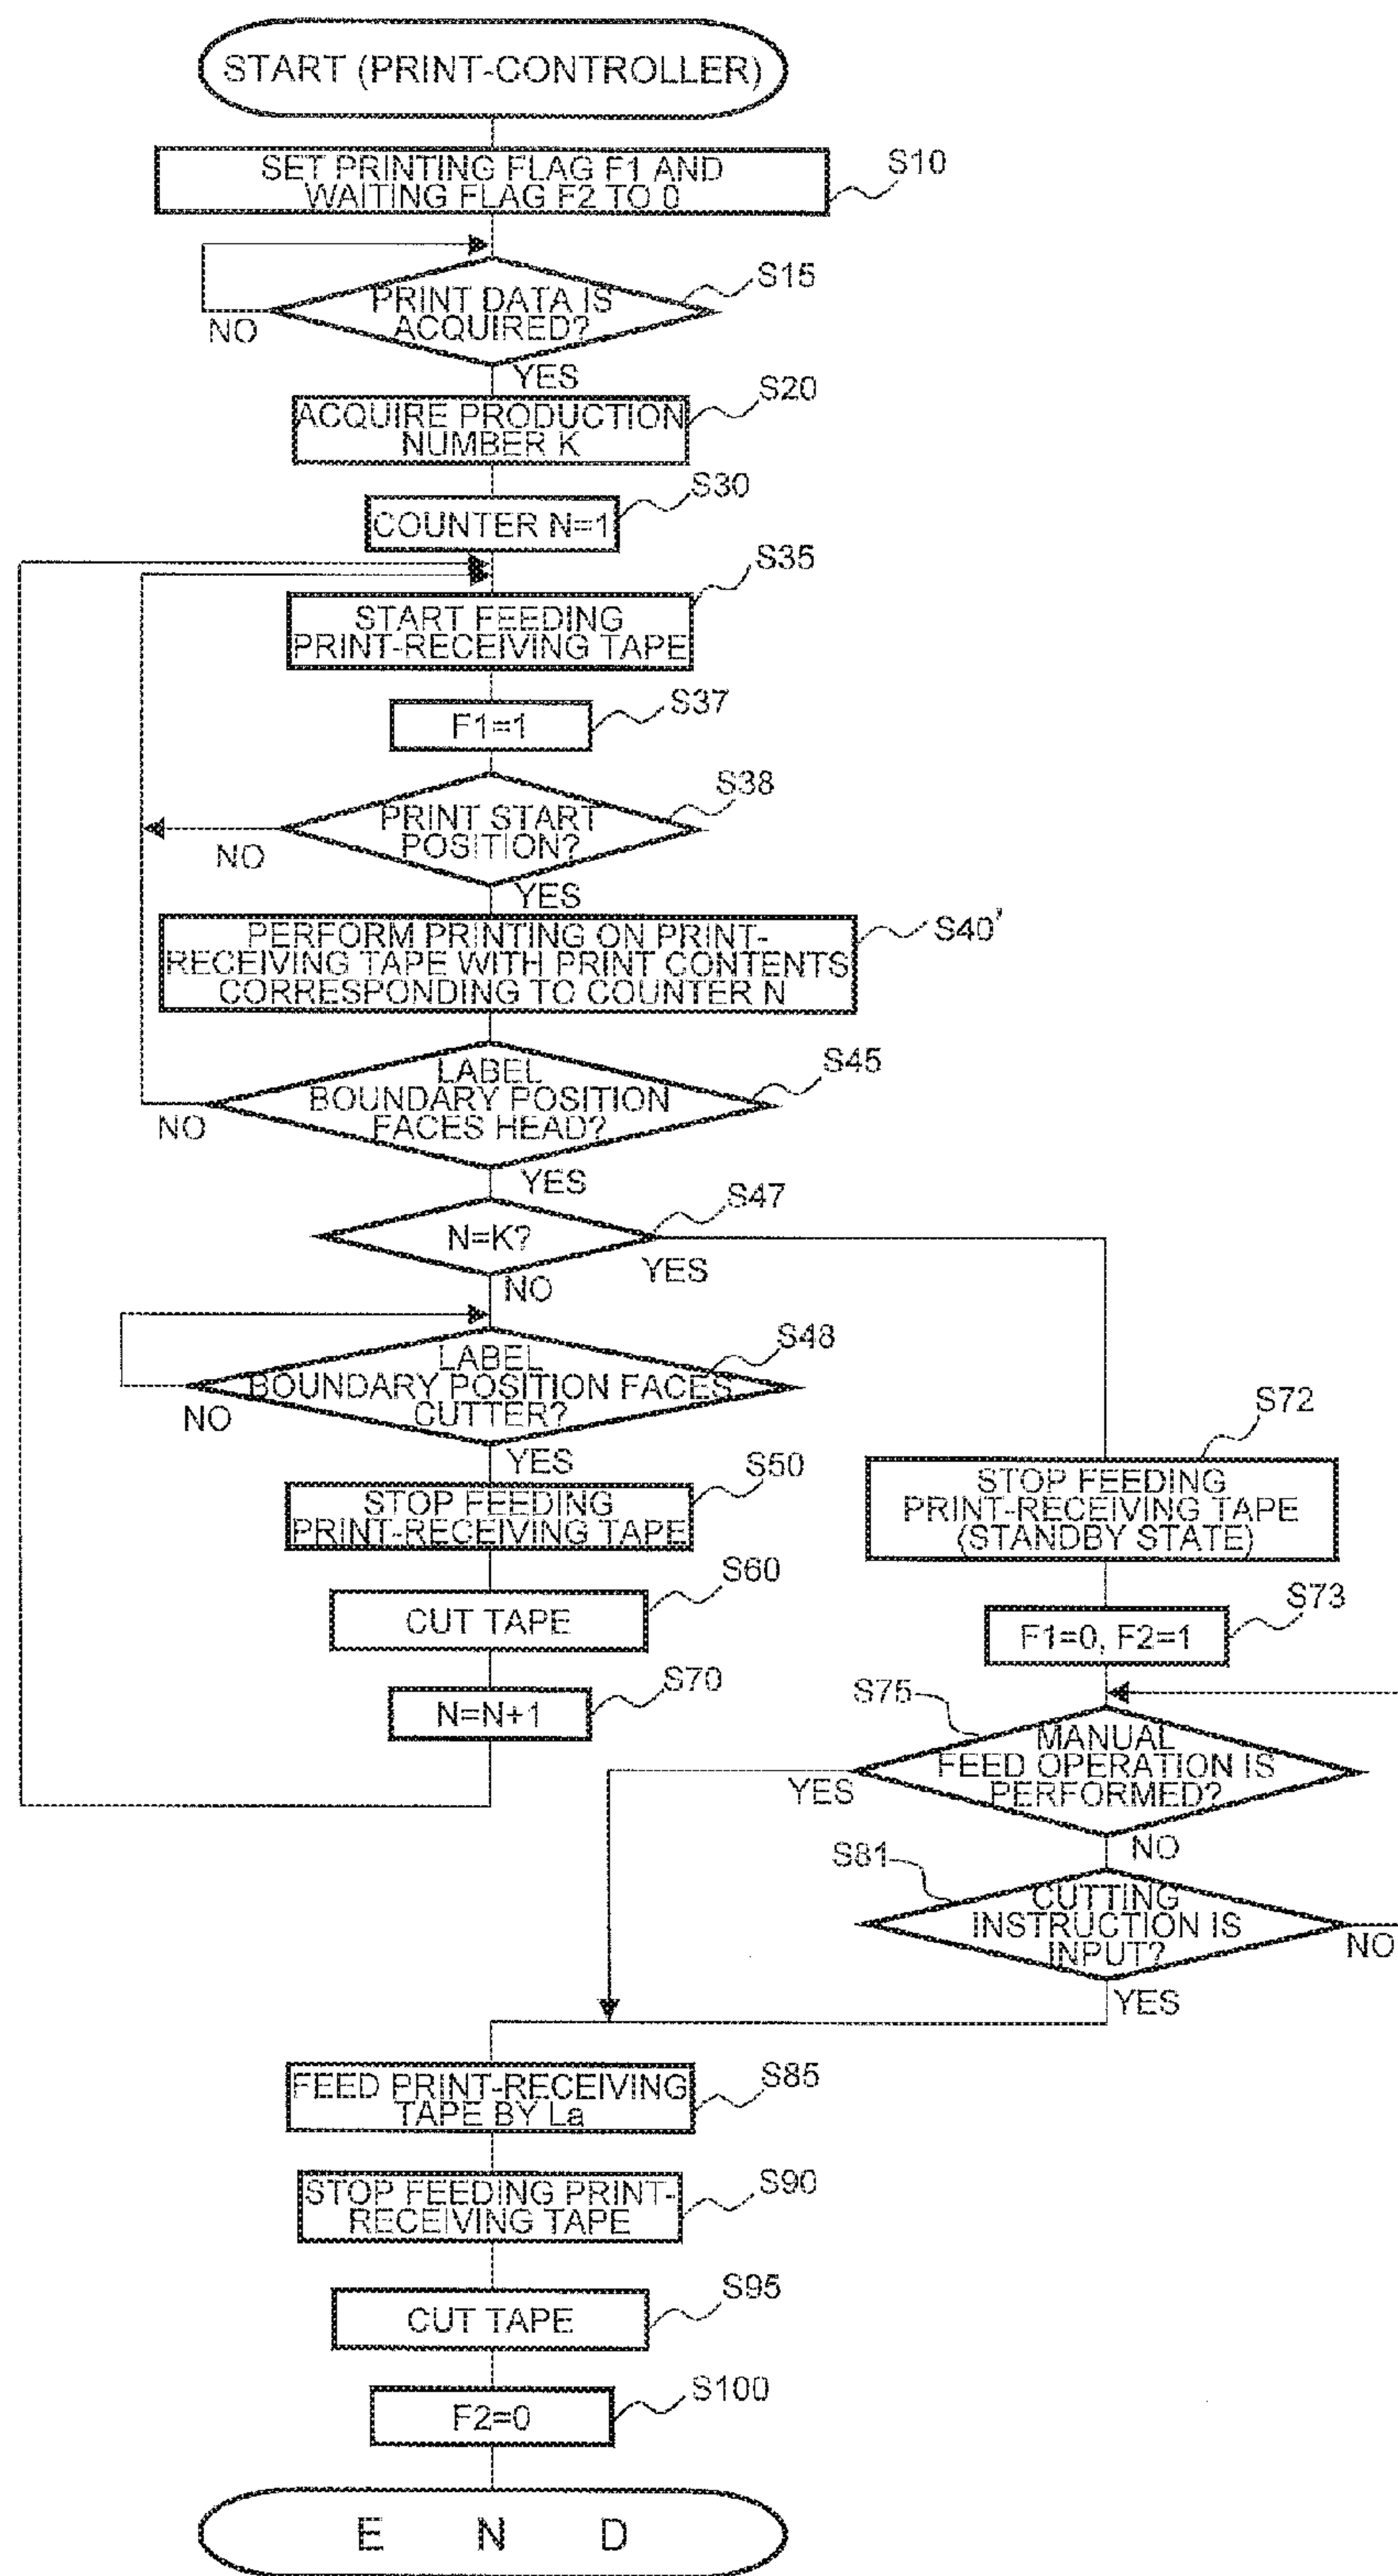 START (PRINT-CONTROLLER)
SET PRINTING FLAG F1 AND
WAITING FLAG F2 TO 0
S10
PRINT DATA IS
ACQUIRED?
S15
NO
YES
ACQUIRE PRODUCTION
NUMBER K
S20
COUNTER N=1
S30
START FEEDING
PRINT-RECEIVING TAPE
S35
F1=1
S37
PRINT START
POSITION?
S38
NO
YES
PERFORM PRINTING ON PRINT-
RECEIVING TAPE WITH PRINT CONTENTS
CORRESPONDING TO COUNTER N
S40'
LABEL
BOUNDARY POSITION
FACES HEAD?
S45
NO
YES
N=K?
S47
YES
NO
LABEL
BOUNDARY POSITION FACES
CUTTER?
S48
NO
YES
STOP FEEDING
PRINT-RECEIVING TAPE
S50
CUT TAPE
S60
N=N+1
S70
STOP FEEDING
PRINT-RECEIVING TAPE
(STANDBY STATE)
S72
F1=0, F2=1
S73
S75
MANUAL
FEED OPERATION IS
PERFORMED?
YES
NO
S81
CUTTING
INSTRUCTION IS
INPUT?
NO
YES
FEED PRINT-RECEIVING
TAPE BY La
S85
STOP FEEDING PRINT-
RECEIVING TAPE
S90
CUT TAPE
S95
F2=0
S100
E N D